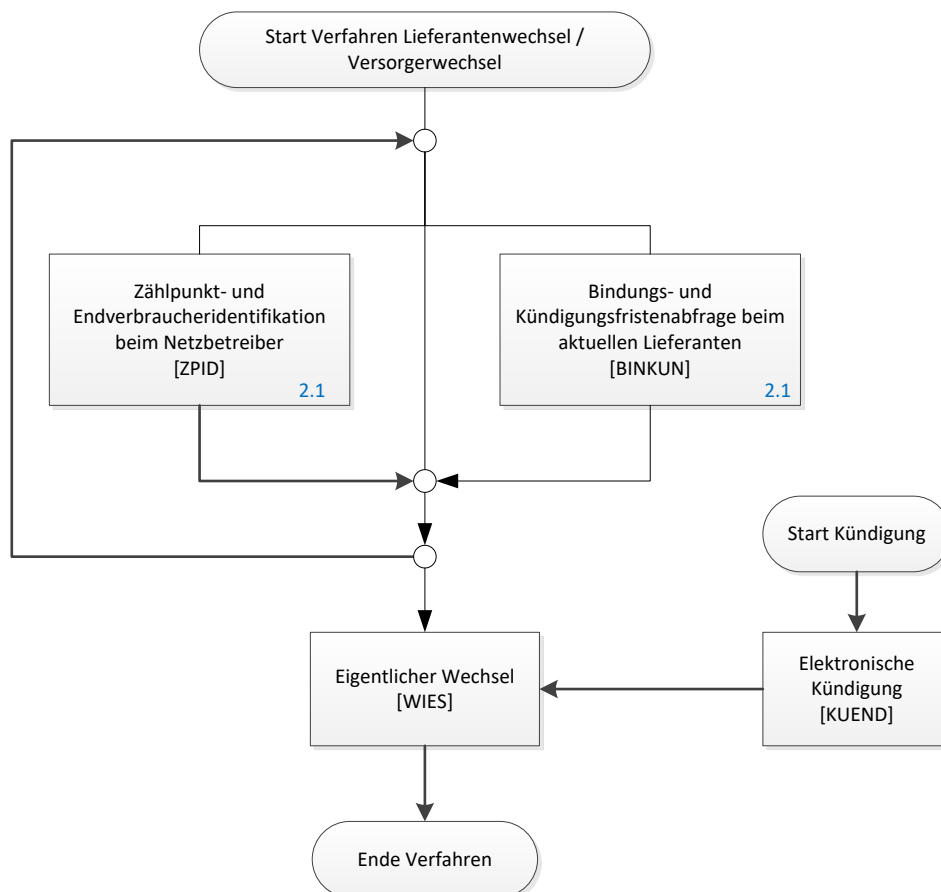 Start Verfahren Lieferantenwechsel /
Versorgerwechsel
Zählpunkt- und
Endverbraucheridentifikation
beim Netzbetreiber
[ZPID]
2.1
Bindungs- und
Kündigungsfristenabfrage beim
aktuellen Lieferanten
[BINKUN]
2.1
Start Kündigung
Eigentlicher Wechsel
[WIES]
Elektronische
Kündigung
[KUEND]
Ende Verfahren